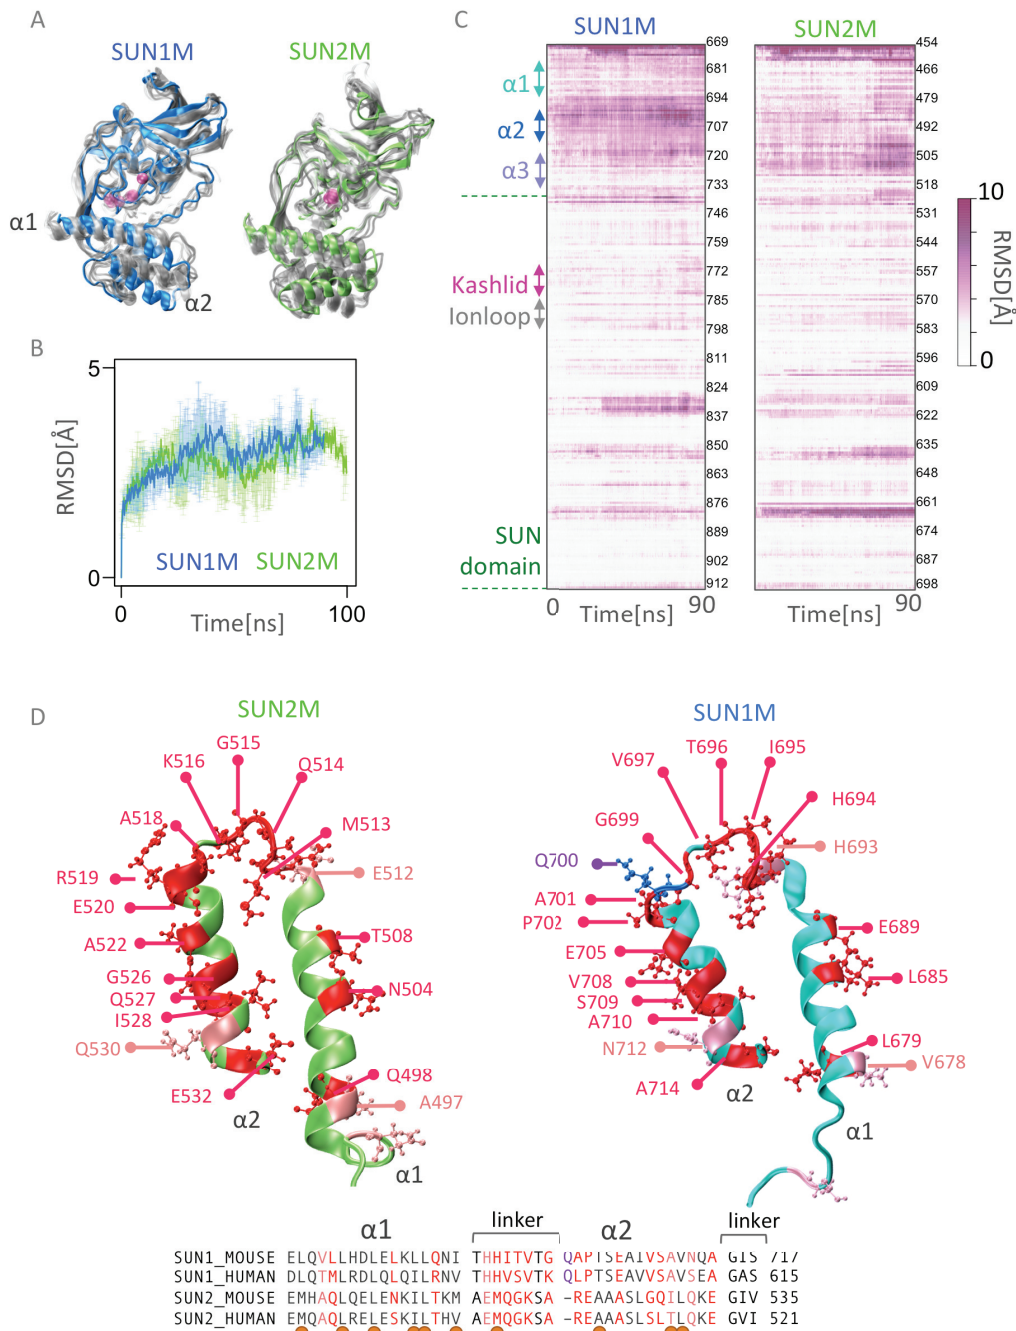 A
SUN1M
SUN2M
α1
α2
B
5
0
RMSD[Å]
SUN1M SUN2M
0
100
Time[ns]
C
SUN1M
SUN2M
α1
α2
α3
Kashlid
Ionloop
SUN
domain
669
681
694
707
720
733
746
759
772
785
798
811
824
837
850
863
876
889
902
912
454
466
479
492
505
518
531
544
557
570
583
596
609
622
635
648
661
674
687
698
0 Time[ns] 90
Time[ns] 90
10
RMSD[Å]
0
D
SUN2M
G515
K516
Q514
A518
M513
R519
E512
E520
A522
T508
G526
Q527
N504
I528
Q530
Q498
E532
A497
α2
α1
SUN1M
T696
I695
V697
H694
G699
H693
Q700
A701
P702
E689
E705
V708
L685
S709
A710
L679
N712
V678
A714
α2
α1
α1 linker α2 linker
SUN1_MOUSE ELQVLLHDLELKLLQNI THHITVTG QAPTSEAIVSAVNQA GIS 717
SUN1_HUMAN DLQTMLRDLQLQILRNV THHVSVTK QLPTSEAVVSAVSEA GAS 615
SUN2_MOUSE EMHAQLQELENKILTKM AEMQGKSA -REAAASLGQILQKE GIV 535
SUN2_HUMAN EMQAQLRELESKILTHV AEMQGKSA -REAAASLSLTLQKE GVI 521